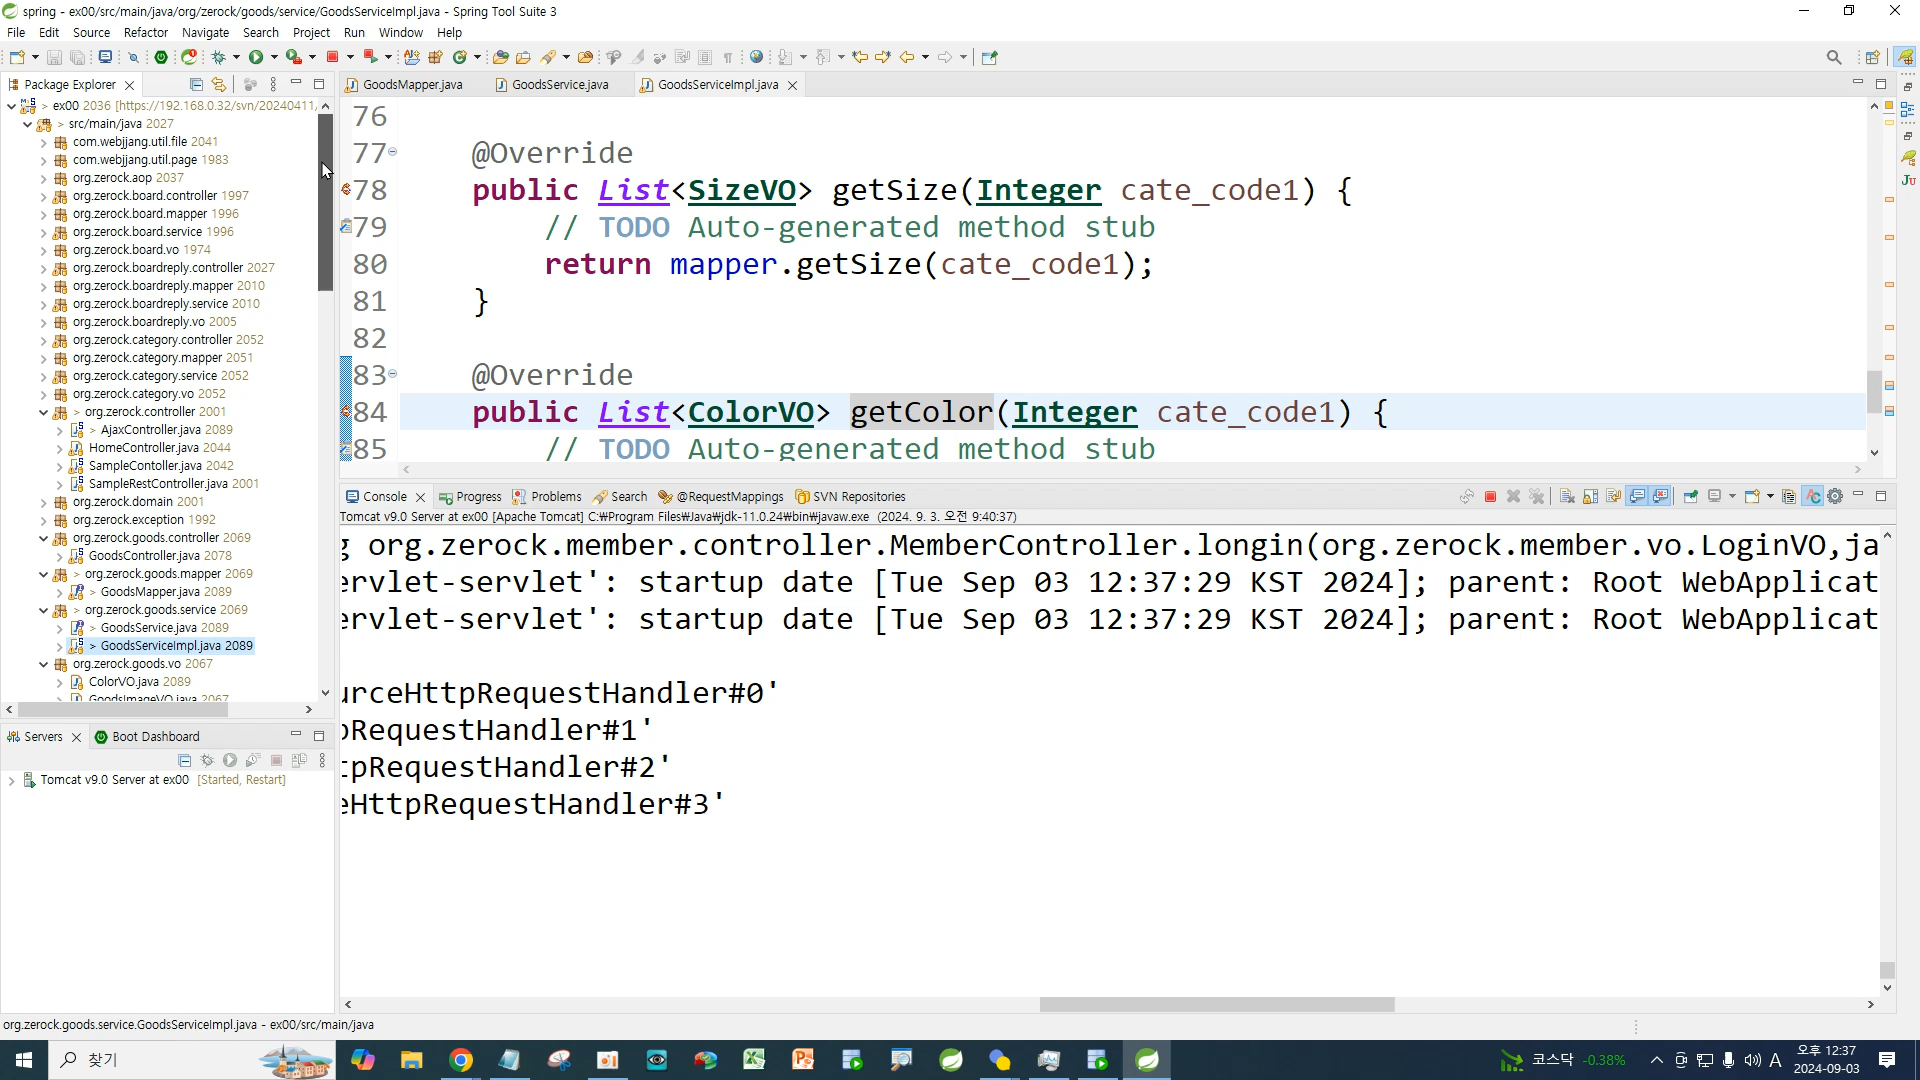 spring - ex00/src/main/java/org/zerock/goods/service/GoodsServiceImpl.java - Spring Tool Suite 3
File Edit Source Refactor Navigate Search Project Run Window Help
Package Explorer
> ex00 2036 [https://192.168.0.32/svn/20240411,
> src/main/java 2027
com.webjjang.util.file 2041
com.webjjang.util.page 1983
org.zerock.aop 2037
org.zerock.board.controller 1997
org.zerock.board.mapper 1996
org.zerock.board.service 1996
org.zerock.board.vo 1974
org.zerock.boardreply.controller 2027
org.zerock.boardreply.mapper 2010
org.zerock.boardreply.service 2010
org.zerock.boardreply.vo 2005
org.zerock.category.controller 2052
org.zerock.category.mapper 2051
org.zerock.category.service 2052
org.zerock.category.vo 2052
> org.zerock.controller 2001
> AjaxController.java 2089
HomeController.java 2044
SampleContoller.java 2042
SampleRestController.java 2001
org.zerock.domain 2001
org.zerock.exception 1992
org.zerock.goods.controller 2069
GoodsController.java 2078
> org.zerock.goods.mapper 2069
> GoodsMapper.java 2089
> org.zerock.goods.service 2069
> GoodsService.java 2089
> GoodsServiceImpl.java 2089
org.zerock.goods.vo 2067
ColorVO.java 2089
GoodsImageVO.java 2067
Servers Boot Dashboard
Tomcat v9.0 Server at ex00 [Started, Restart]
GoodsMapper.java GoodsService.java GoodsServiceImpl.java
76
77 @Override
78 public List<SizeVO> getSize(Integer cate_code1) {
79 // TODO Auto-generated method stub
80 return mapper.getSize(cate_code1);
81 }
82
83 @Override
84 public List<ColorVO> getColor(Integer cate_code1) {
85 // TODO Auto-generated method stub
Console Progress Problems Search @RequestMappings SVN Repositories
Tomcat v9.0 Server at ex00 [Apache Tomcat] C:₩Program Files₩Java₩jdk-11.0.24₩bin₩javaw.exe (2024. 9. 3. 오전 9:40:37)
g org.zerock.member.controller.MemberController.longin(org.zerock.member.vo.LoginVO,ja
ervlet-servlet': startup date [Tue Sep 03 12:37:29 KST 2024]; parent: Root WebApplicat
ervlet-servlet': startup date [Tue Sep 03 12:37:29 KST 2024]; parent: Root WebApplicat
urceHttpRequestHandler#0'
pRequestHandler#1'
tpRequestHandler#2'
eHttpRequestHandler#3'
org.zerock.goods.service.GoodsServiceImpl.java - ex00/src/main/java
찾기
코스닥 -0.38%
A
오후 12:37
2024-09-03